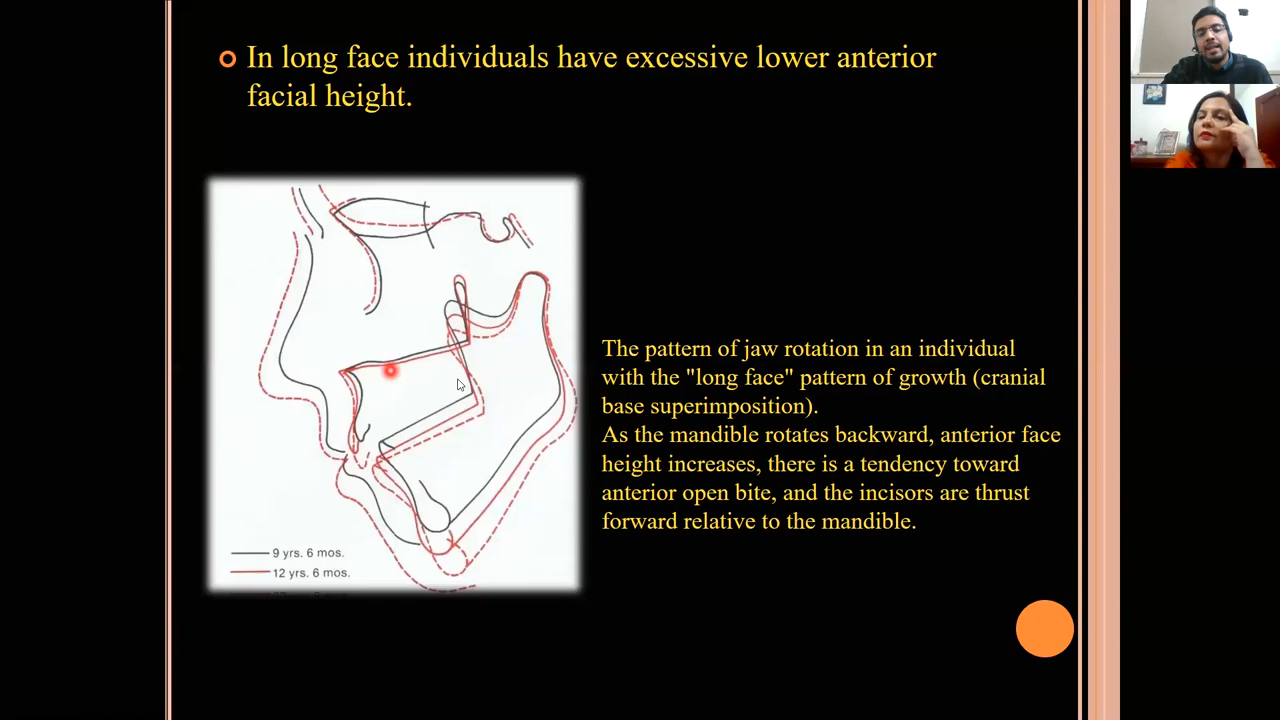 In long face individuals have excessive lower anterior
facial height.
The pattern of jaw rotation in an individual
with the "long face" pattern of growth (cranial
base superimposition).
As the mandible rotates backward, anterior face
height increases, there is a tendency toward
anterior open bite, and the incisors are thrust
forward relative to the mandible.
9 yrs. 6 mos.
12 yrs. 6 mos.